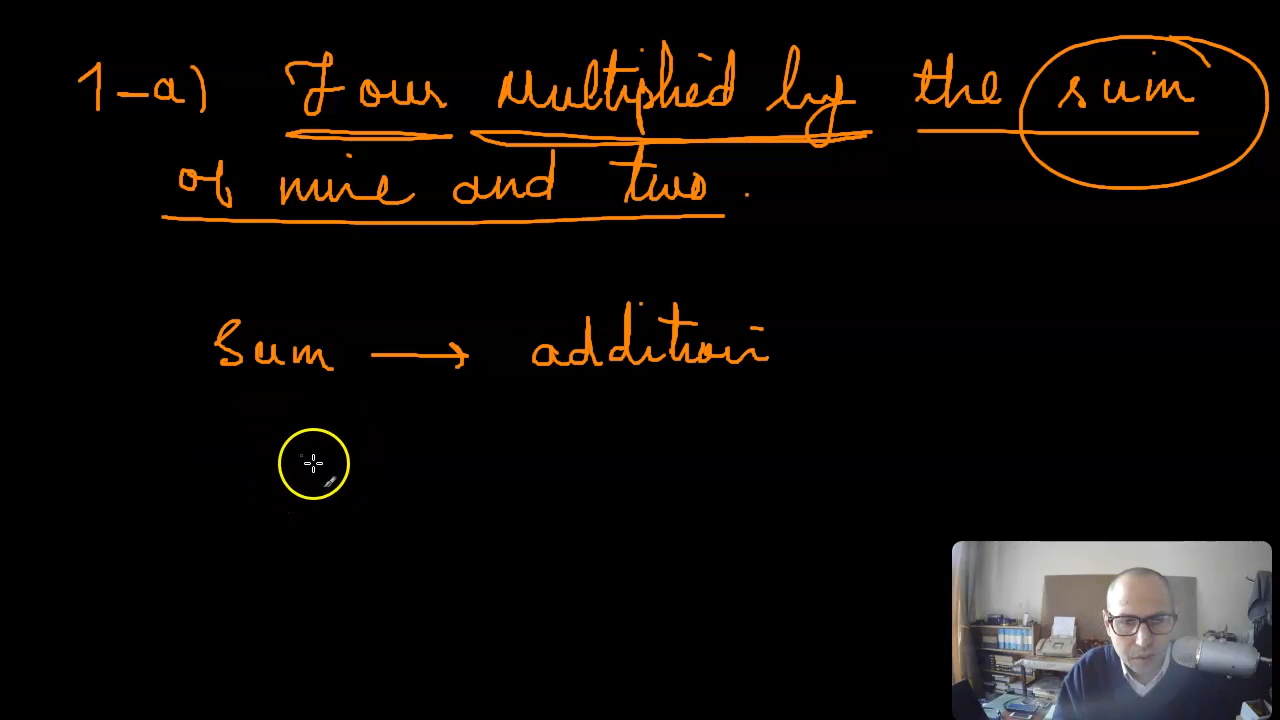 1-a) Four Multiplied by the sum
of nine and two.
Sum → addition